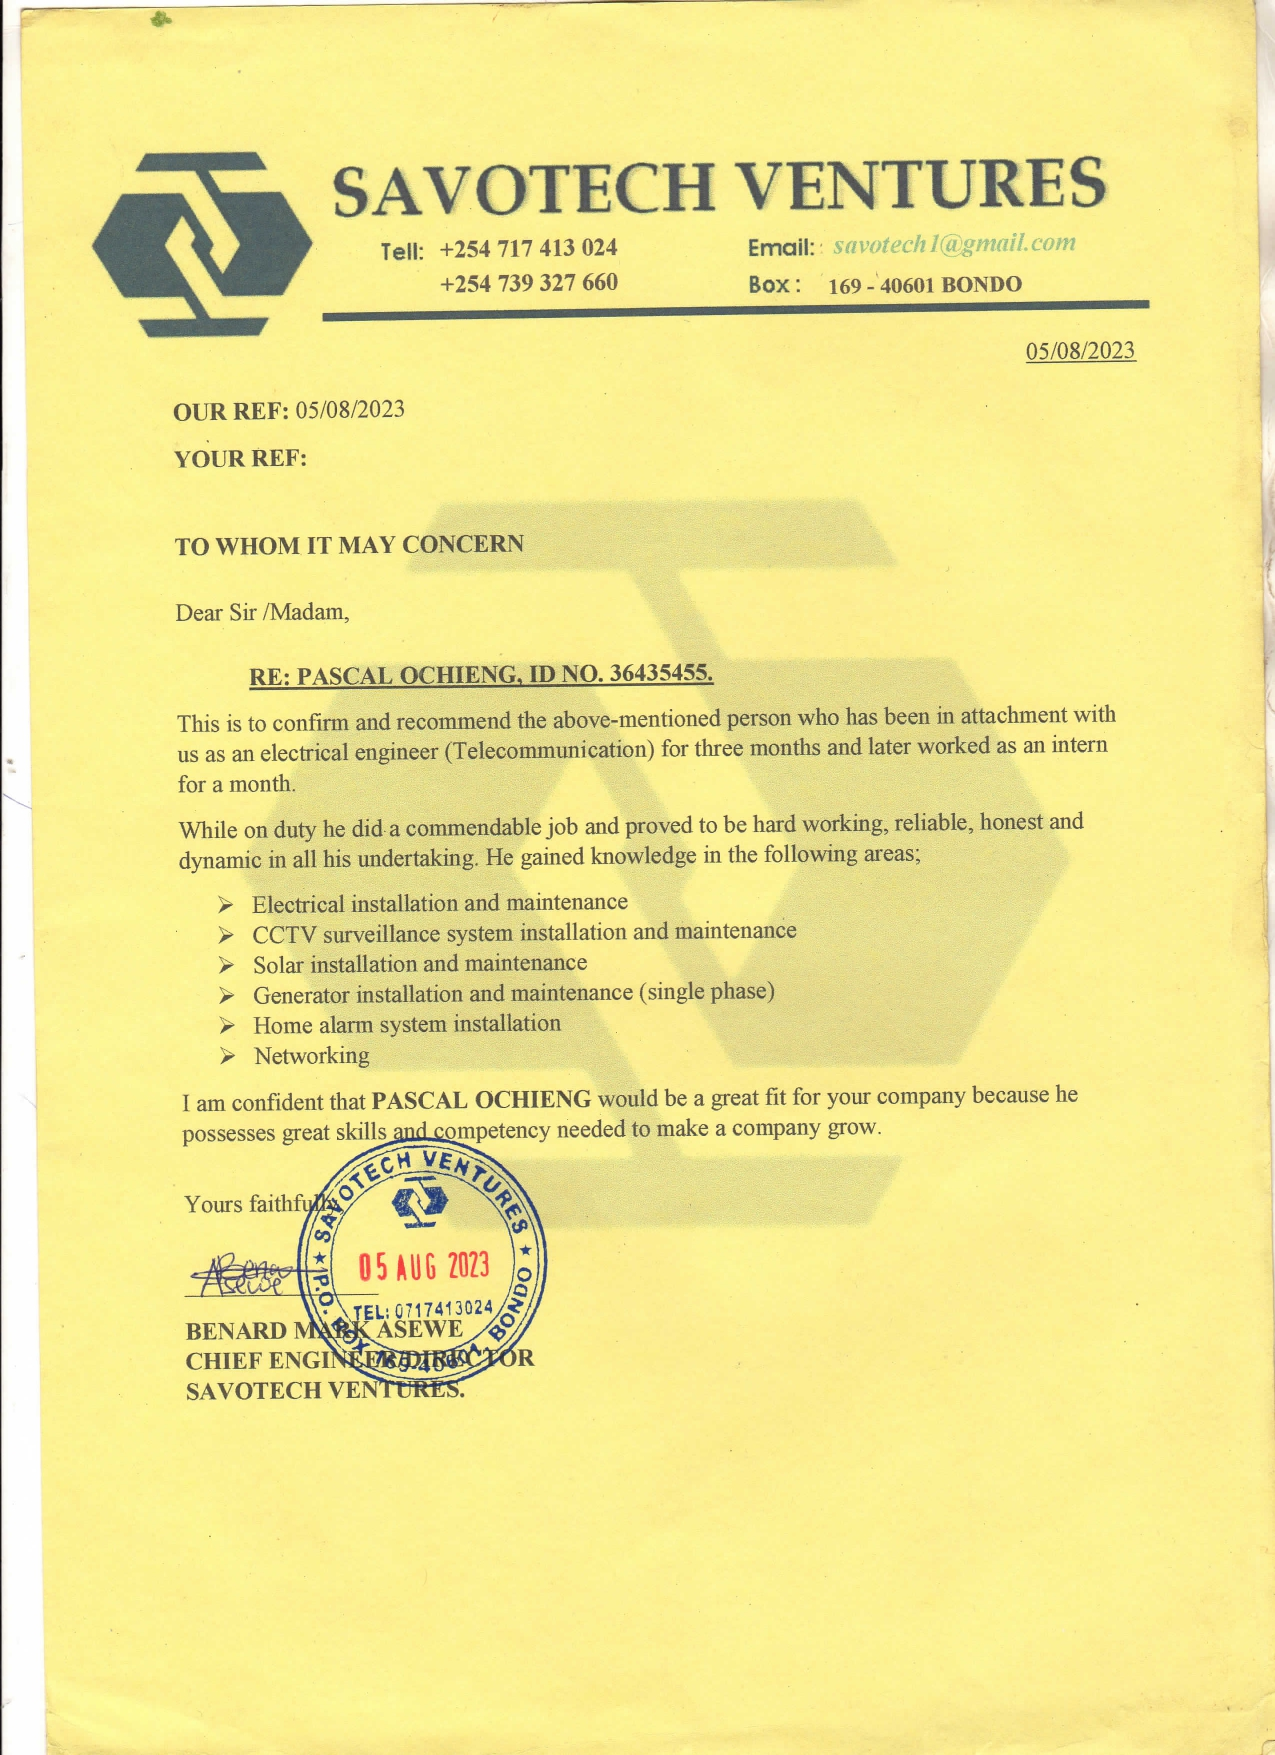 SAVOTECH VENTURES
Tell: +254 717 413 024
+254 739 327 660
Email: savotech1@gmail.com
Box: 169 - 40601 BONDO
05/08/2023
OUR REF: 05/08/2023
YOUR REF:
TO WHOM IT MAY CONCERN
Dear Sir /Madam,
RE: PASCAL OCHIENG, ID NO. 36435455.
This is to confirm and recommend the above-mentioned person who has been in attachment with
us as an electrical engineer (Telecommunication) for three months and later worked as an intern
for a month.
While on duty he did a commendable job and proved to be hard working, reliable, honest and
dynamic in all his undertaking. He gained knowledge in the following areas;
➢ Electrical installation and maintenance
➢ CCTV surveillance system installation and maintenance
➢ Solar installation and maintenance
➢ Generator installation and maintenance (single phase)
➢ Home alarm system installation
➢ Networking
I am confident that PASCAL OCHIENG would be a great fit for your company because he
possesses great skills and competency needed to make a company grow.
Yours faithfully
SAVOTECH VENTURES
05 AUG 2023
TEL: 0717413024
P.O. BOX 169-40601, BONDO
Asewe
BENARD MARK ASEWE
CHIEF ENGINEER/DIRECTOR
SAVOTECH VENTURES.